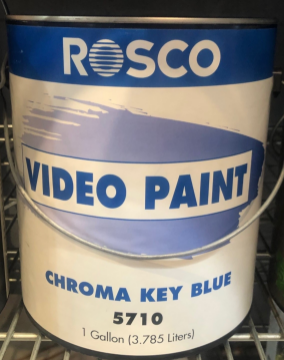 ROSCO
VIDEO PAINT
CHROMA KEY BLUE
5710
1 Gallon (3.785 Liters)